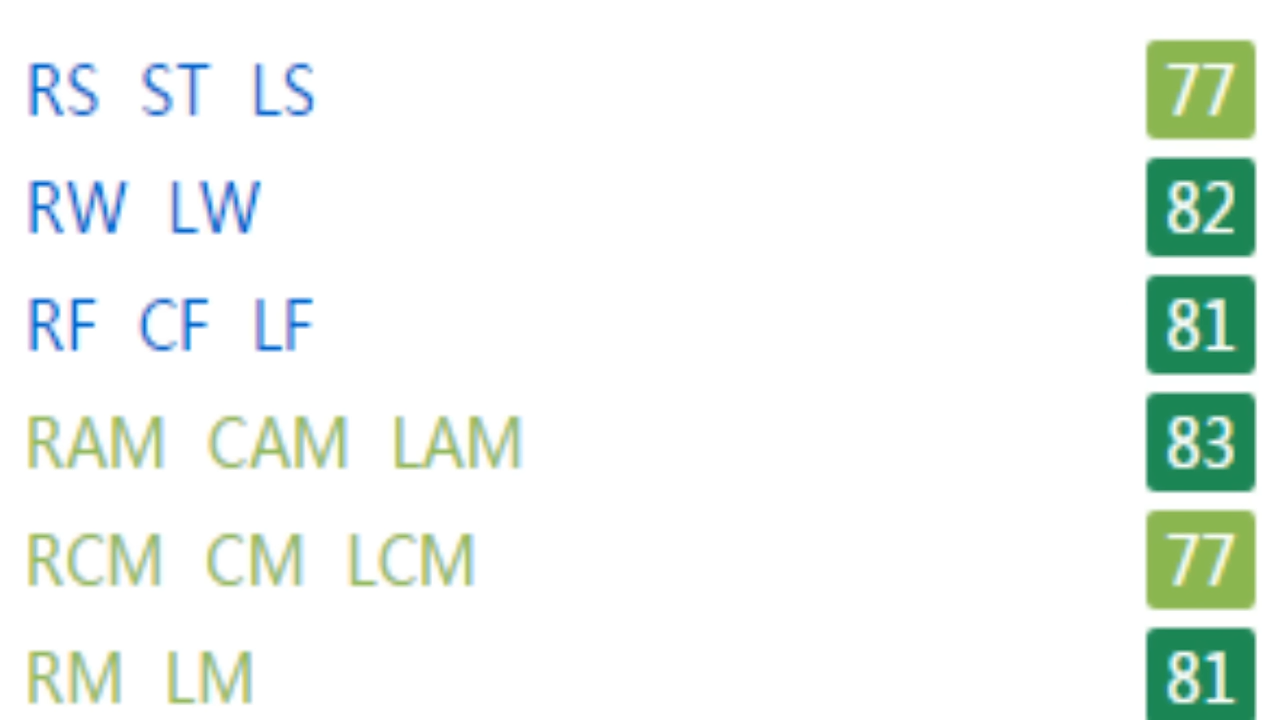 RS ST LS 77
RW LW 82
RF CF LF 81
RAM CAM LAM 83
RCM CM LCM 77
RM LM 81